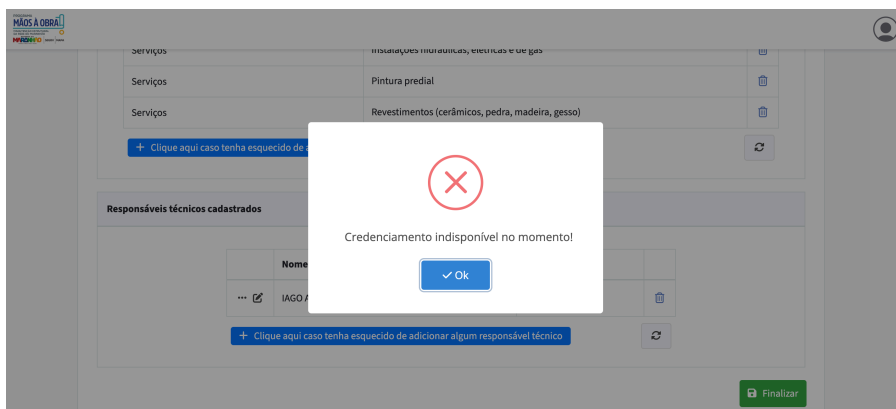 PROGRAMA
MÃOS À OBRA
MARANHÃO
Serviços
Instalações hidráulicas, elétricas e de gás
Serviços
Pintura predial
Serviços
Revestimentos (cerâmicos, pedra, madeira, gesso)
+ Clique aqui caso tenha esquecido de
Credenciamento indisponível no momento!
Ok
Responsáveis técnicos cadastrados
Nome
IAGO
+ Clique aqui caso tenha esquecido de adicionar algum responsável técnico
Finalizar